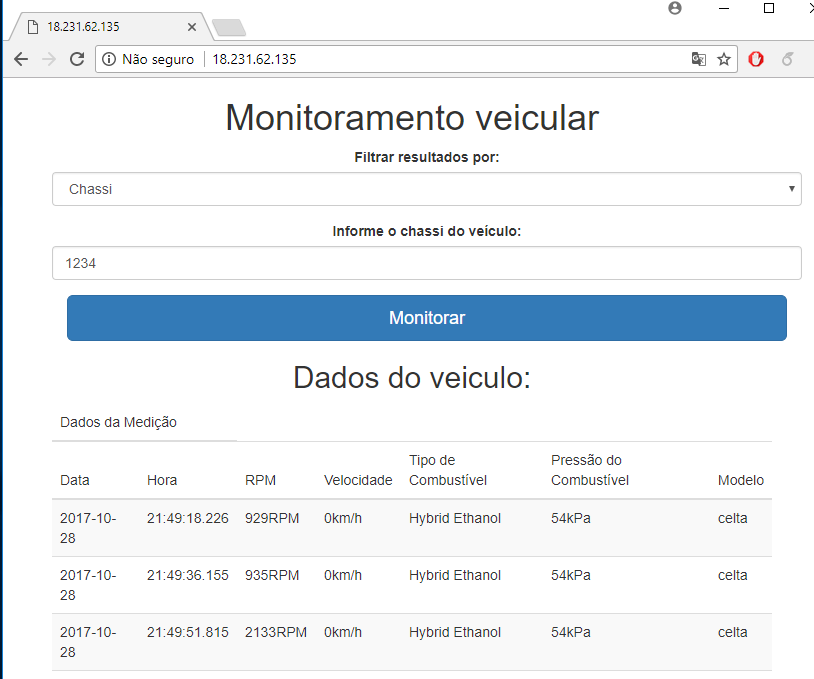 18.231.62.135
Não seguro 18.231.62.135
Monitoramento veicular
Filtrar resultados por:
Chassi
Informe o chassi do veículo:
1234
Monitorar
Dados do veiculo:
Dados da Medição
Data Hora RPM Velocidade Tipo de Combustível Pressão do Combustível Modelo
2017-10-28 21:49:18.226 929RPM 0km/h Hybrid Ethanol 54kPa celta
2017-10-28 21:49:36.155 935RPM 0km/h Hybrid Ethanol 54kPa celta
2017-10-28 21:49:51.815 2133RPM 0km/h Hybrid Ethanol 54kPa celta